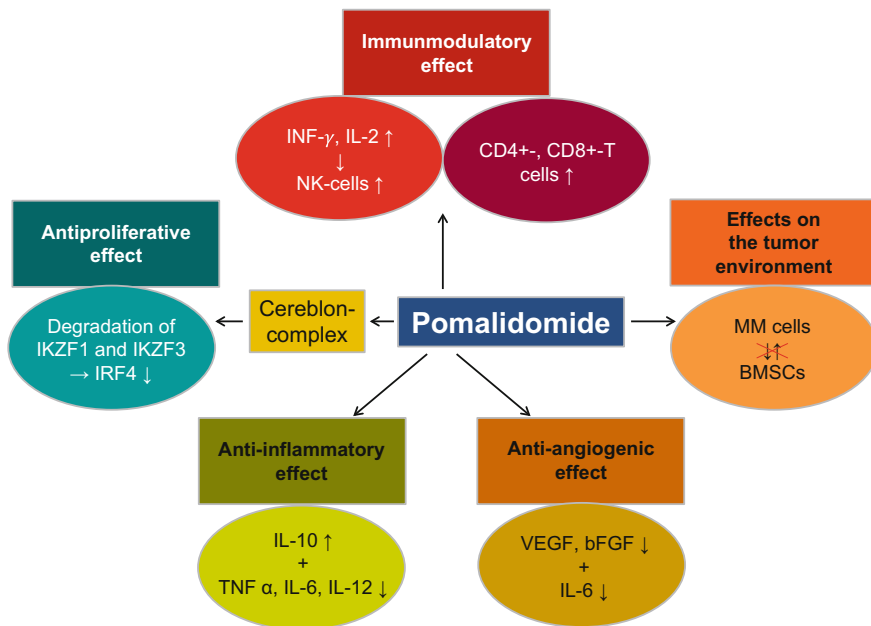 Immunmodulatory
effect
INF-γ, IL-2 ↑
↓
NK-cells ↑
CD4+-, CD8+-T
cells ↑
Antiproliferative
effect
Degradation of
IKZF1 and IKZF3
→ IRF4 ↓
Cereblon-
complex
Pomalidomide
Effects on
the tumor
environment
MM cells
↓↑
BMSCs
Anti-inflammatory
effect
IL-10 ↑
+
TNF α, IL-6, IL-12 ↓
Anti-angiogenic
effect
VEGF, bFGF ↓
+
IL-6 ↓